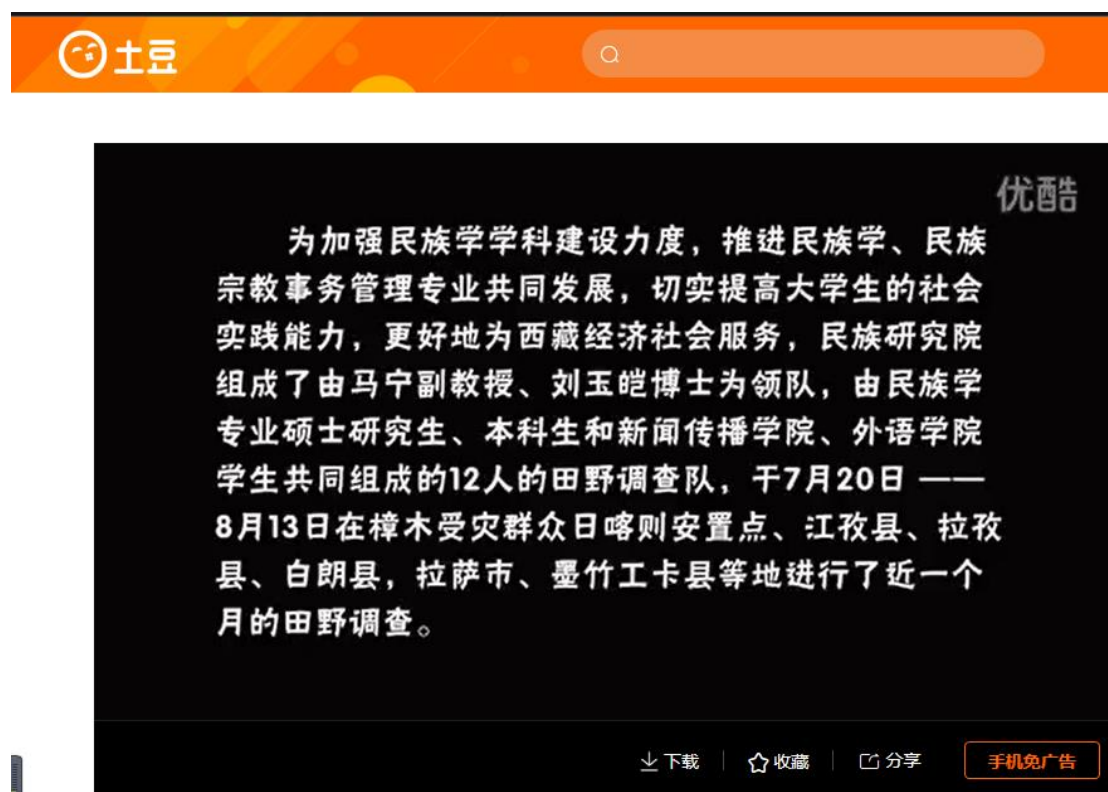 土豆
优酷
为加强民族学学科建设力度，推进民族学、民族
宗教事务管理专业共同发展，切实提高大学生的社会
实践能力，更好地为西藏经济社会服务，民族研究院
组成了由马宁副教授、刘玉皑博士为领队，由民族学
专业硕士研究生、本科生和新闻传播学院、外语学院
学生共同组成的12人的田野调查队，于7月20日 ——
8月13日在樟木受灾群众日喀则安置点、江孜县、拉孜
县、白朗县，拉萨市、墨竹工卡县等地进行了近一个
月的田野调查。
下载 收藏 分享 手机免广告